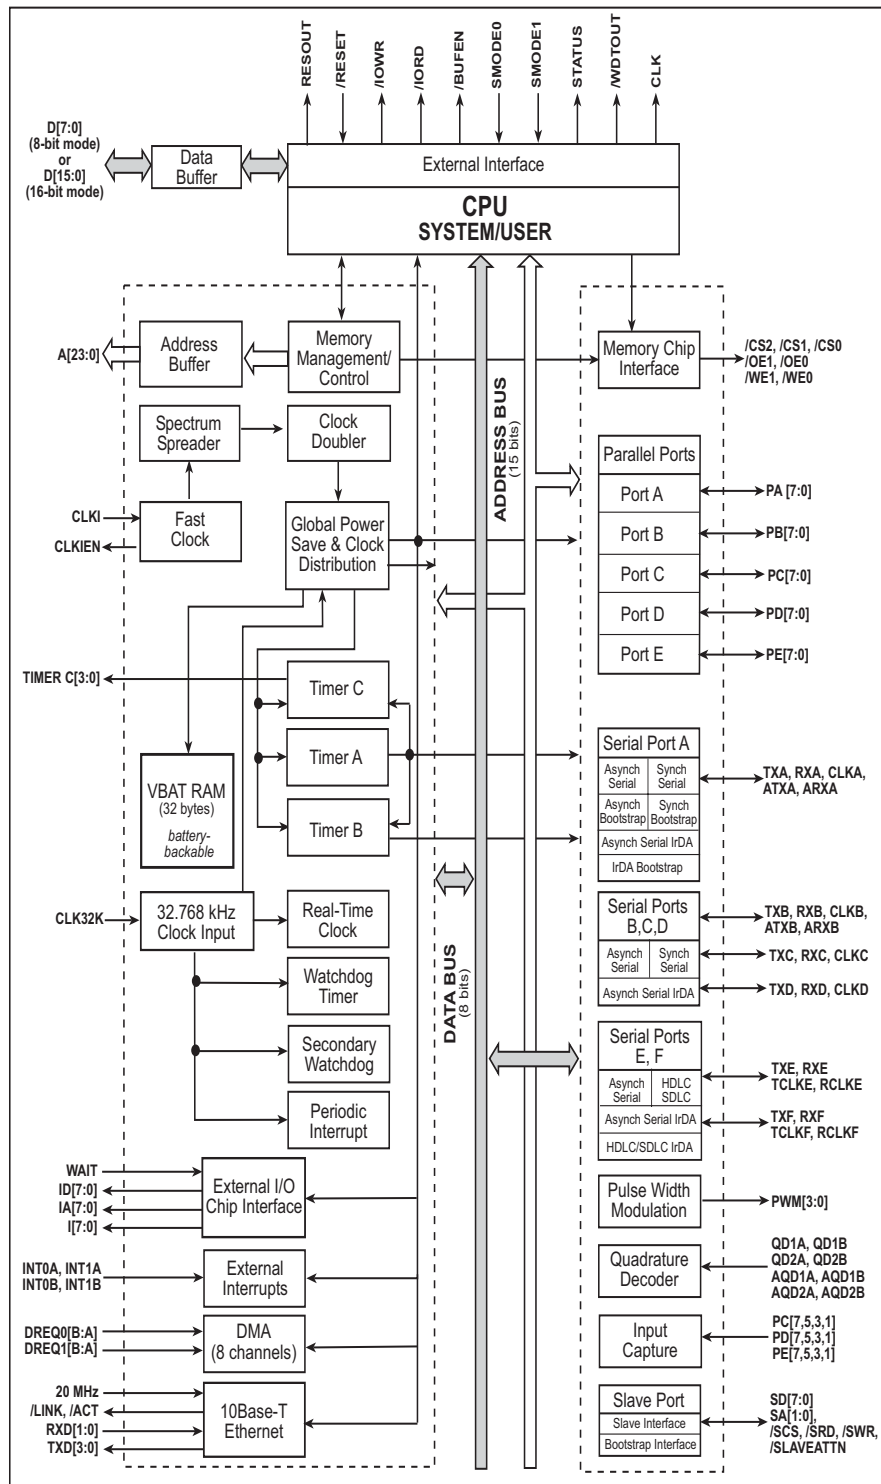 RESOUT
/RESET
/IOWR
/IORD
/BUFEN
SMODE0
SMODE1
STATUS
/WDTOUT
CLK
D[7:0]
(8-bit mode)
or
D[15:0]
(16-bit mode)
Data
Buffer
External Interface
CPU
SYSTEM/USER
A[23:0]
Address
Buffer
Memory
Management/
Control
Memory Chip
Interface
/CS2, /CS1, /CS0
/OE1, /OE0
/WE1, /WE0
Spectrum
Spreader
Clock
Doubler
ADDRESS BUS
(15 bits)
CLKI
CLKIEN
Fast
Clock
Global Power
Save & Clock
Distribution
Parallel Ports
Port A
PA [7:0]
Port B
PB[7:0]
Port C
PC[7:0]
Port D
PD[7:0]
Port E
PE[7:0]
TIMER C[3:0]
Timer C
Timer A
Timer B
VBAT RAM
(32 bytes)
battery-
backable
Serial Port A
Asynch
Serial
Synch
Serial
Asynch
Bootstrap
Synch
Bootstrap
Asynch Serial IrDA
IrDA Bootstrap
TXA, RXA, CLKA,
ATXA, ARXA
CLK32K
32.768 kHz
Clock Input
Real-Time
Clock
Watchdog
Timer
Secondary
Watchdog
Periodic
Interrupt
DATA BUS
(8 bits)
Serial Ports
B,C,D
Asynch
Serial
Synch
Serial
Asynch Serial IrDA
TXB, RXB, CLKB,
ATXB, ARXB
TXC, RXC, CLKC
TXD, RXD, CLKD
Serial Ports
E, F
Asynch
Serial
HDLC
SDLC
Asynch Serial IrDA
HDLC/SDLC IrDA
TXE, RXE
TCLKE, RCLKE
TXF, RXF
TCLKF, RCLKF
WAIT
ID[7:0]
IA[7:0]
I[7:0]
External I/O
Chip Interface
Pulse Width
Modulation
PWM[3:0]
INT0A, INT1A
INT0B, INT1B
External
Interrupts
Quadrature
Decoder
QD1A, QD1B
QD2A, QD2B
AQD1A, AQD1B
AQD2A, AQD2B
DREQ0[B:A]
DREQ1[B:A]
DMA
(8 channels)
Input
Capture
PC[7,5,3,1]
PD[7,5,3,1]
PE[7,5,3,1]
20 MHz
/LINK, /ACT
RXD[1:0]
TXD[3:0]
10Base-T
Ethernet
Slave Port
Slave Interface
Bootstrap Interface
SD[7:0]
SA[1:0],
/SCS, /SRD, /SWR,
/SLAVEATTN